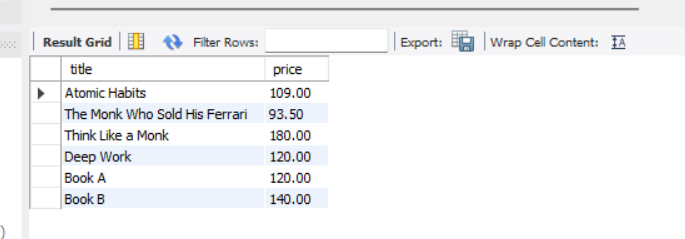 Result Grid Filter Rows: Export: Wrap Cell Content: IA
title price
Atomic Habits 109.00
The Monk Who Sold His Ferrari 93.50
Think Like a Monk 180.00
Deep Work 120.00
Book A 120.00
Book B 140.00
)